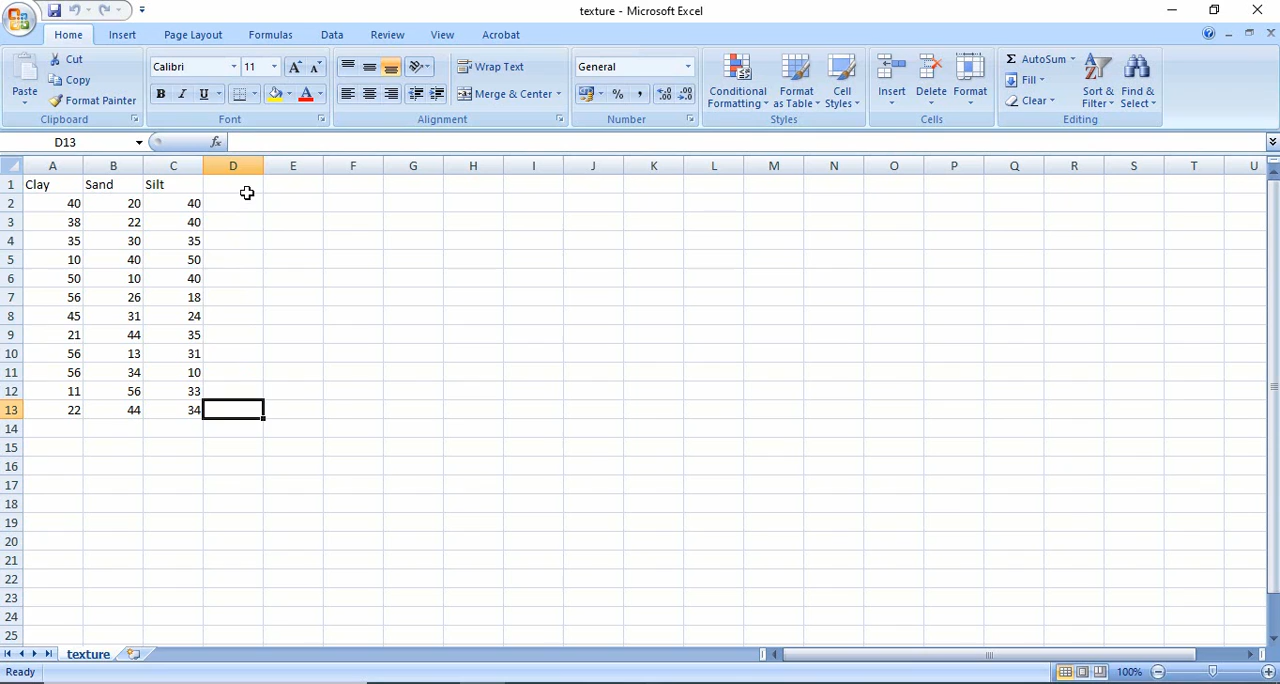 texture - Microsoft Excel
Home Insert Page Layout Formulas Data Review View Acrobat
Paste
Cut
Copy
Format Painter
Clipboard
Calibri 11
A A
B I U A
Font
Wrap Text
Merge & Center
Alignment
General
% , .0 .00 .00 .0
Number
Conditional Formatting
Format as Table
Cell Styles
Styles
Insert Delete Format
Cells
Σ AutoSum
Fill
Clear
Sort & Filter
Find & Select
Editing
D13 fx
A B C D E F G H I J K L M N O P Q R S T U
1 Clay Sand Silt
2 40 20 40
3 38 22 40
4 35 30 35
5 10 40 50
6 50 10 40
7 56 26 18
8 45 31 24
9 21 44 35
10 56 13 31
11 56 34 10
12 11 56 33
13 22 44 34
14
15
16
17
18
19
20
21
22
23
24
25
texture
Ready 100%